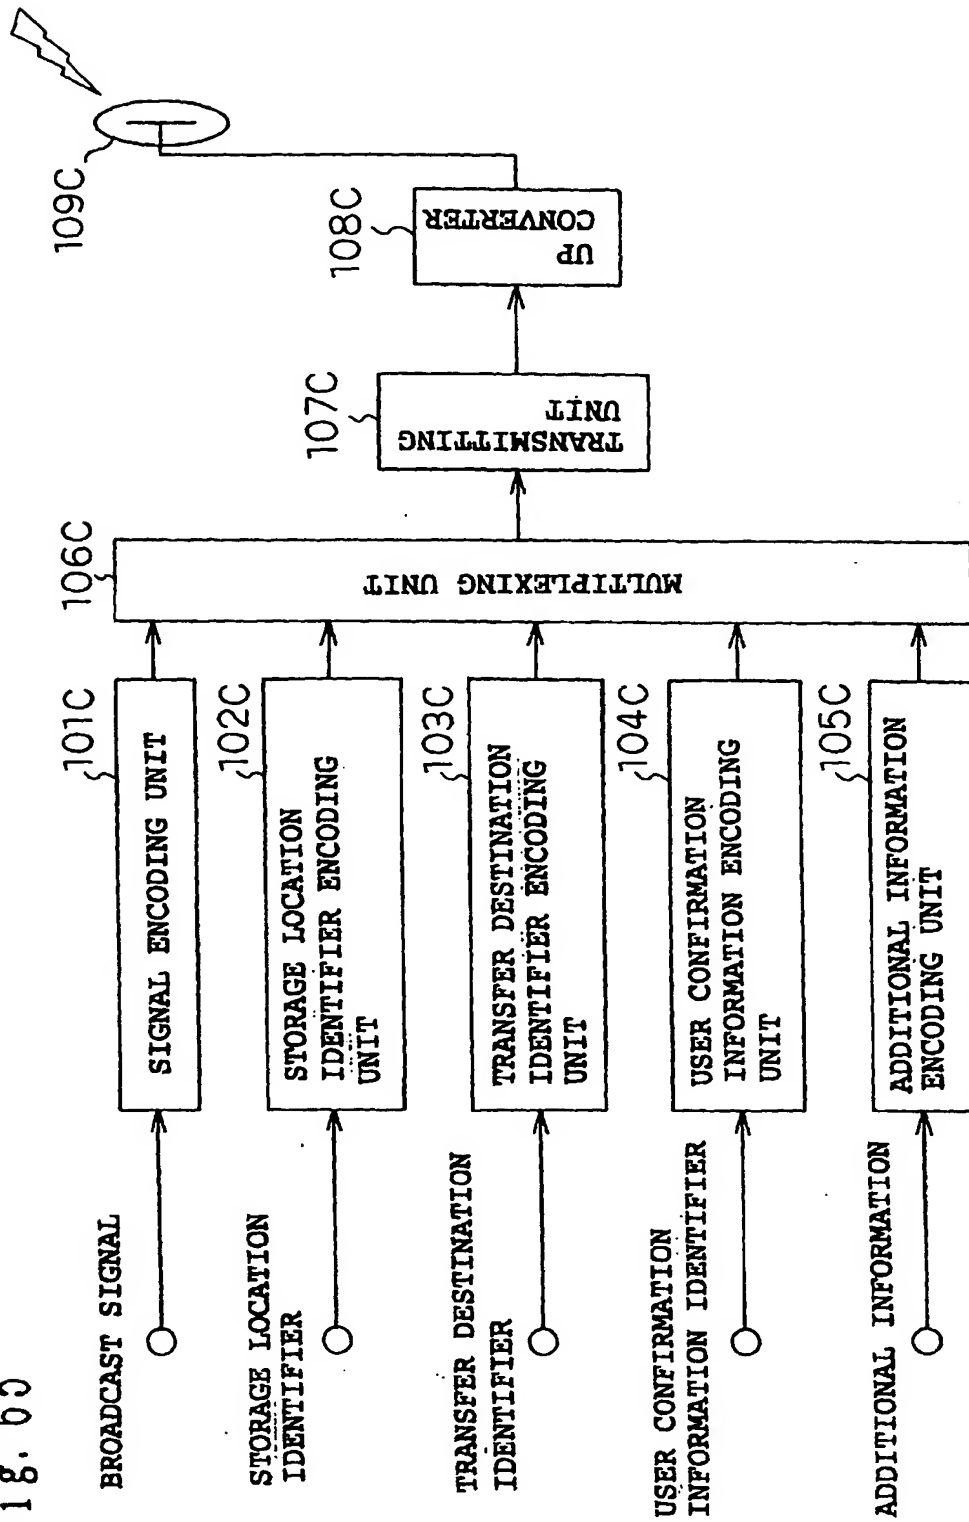 BROADCAST SIGNAL
101C
SIGNAL ENCODING UNIT
STORAGE LOCATION
IDENTIFIER
102C
STORAGE LOCATION
IDENTIFIER ENCODING
UNIT
TRANSFER DESTINATION
IDENTIFIER
103C
TRANSFER DESTINATION
IDENTIFIER ENCODING
UNIT
USER CONFIRMATION
INFORMATION IDENTIFIER
104C
USER CONFIRMATION
INFORMATION ENCODING
UNIT
ADDITIONAL INFORMATION
105C
ADDITIONAL INFORMATION
ENCODING UNIT
106C
MULTIPLEXING UNIT
107C
TRANSMITTING
UNIT
108C
UP
CONVERTER
109C